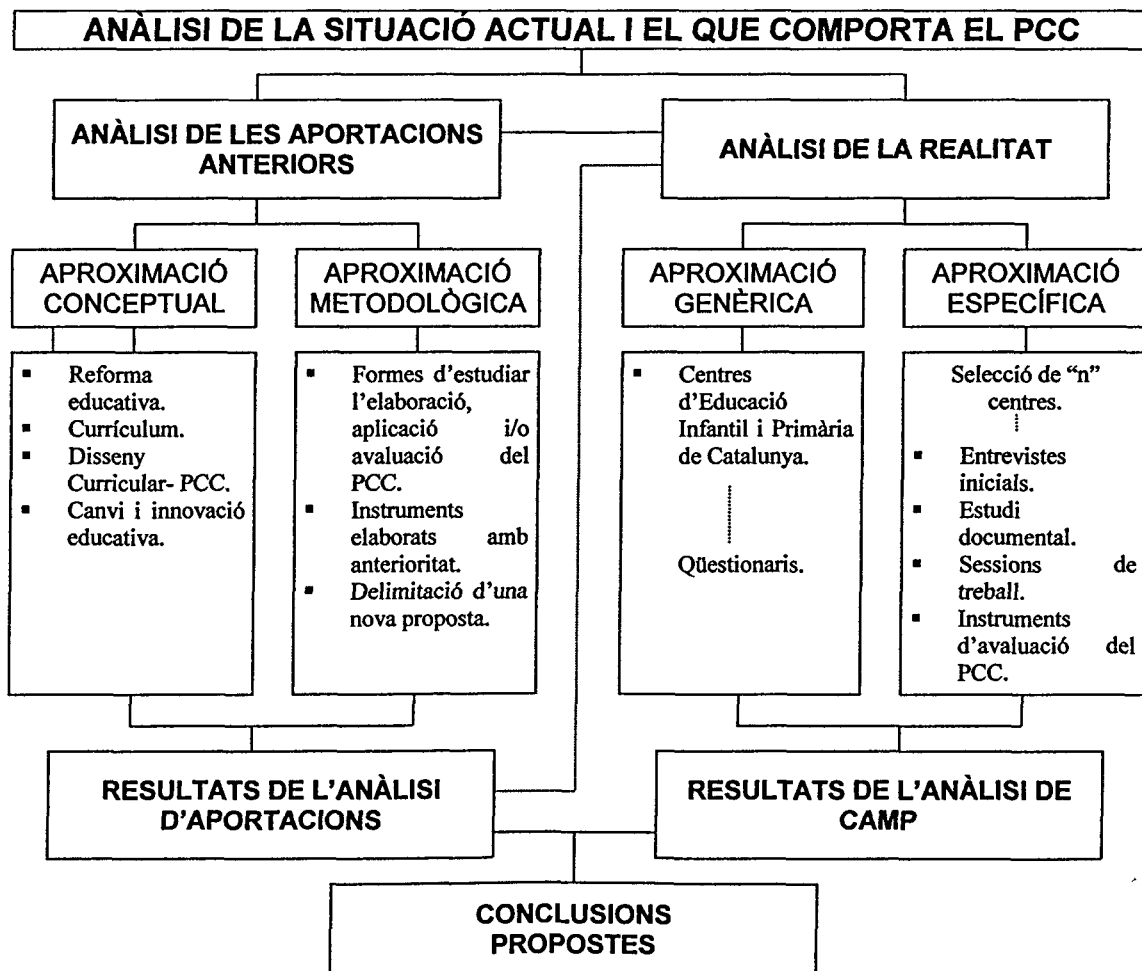 ANÀLISI DE LA SITUACIÓ ACTUAL I EL QUE COMPORTA EL PCC
ANÀLISI DE LES APORTACIONS
ANTERIORS
ANÀLISI DE LA REALITAT
APROXIMACIÓ
CONCEPTUAL
APROXIMACIÓ
METODOLÒGICA
APROXIMACIÓ
GENÈRICA
APROXIMACIÓ
ESPECÍFICA
▪ Reforma
educativa.
▪ Currículum.
▪ Disseny
Curricular- PCC.
▪ Canvi i innovació
educativa.
▪ Formes d'estudiar
l'elaboració,
aplicació i/o
avaluació del
PCC.
▪ Instruments
elaborats amb
anterioritat.
▪ Delimitació d'una
nova proposta.
▪ Centres
d'Educació
Infantil i Primària
de Catalunya.
Qüestionaris.
Selecció de "n"
centres.
▪ Entrevistes
inicials.
▪ Estudi
documental.
▪ Sessions de
treball.
▪ Instruments
d'avaluació del
PCC.
RESULTATS DE L'ANÀLISI
D'APORTACIONS
RESULTATS DE L'ANÀLISI DE
CAMP
CONCLUSIONS
PROPOSTES